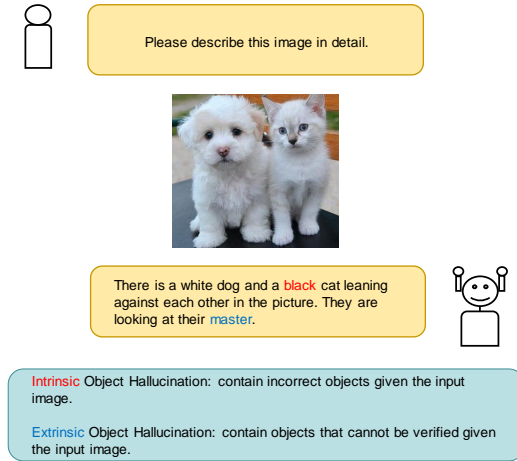 Please describe this image in detail.
There is a white dog and a black cat leaning
against each other in the picture. They are
looking at their master.
Intrinsic Object Hallucination: contain incorrect objects given the input
image.
Extrinsic Object Hallucination: contain objects that cannot be verified given
the input image.